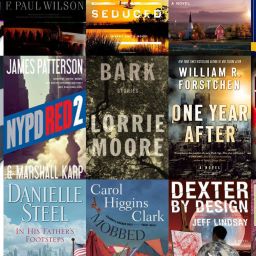 F. PAUL WILSON
SEDUCED
A NOVEL
JAMES PATTERSON
NYPD RED 2
& MARSHALL KARP
BARK
STORIES
LORRIE
MOORE
WILLIAM R.
FORSTCHEN
ONE YEAR
AFTER
A NOVEL
DANIELLE
STEEL
IN HIS FATHER'S
FOOTSTEPS
Carol
Higgins
Clark
MOBBED
DEXTER
BY DESIGN
JEFF LINDSAY